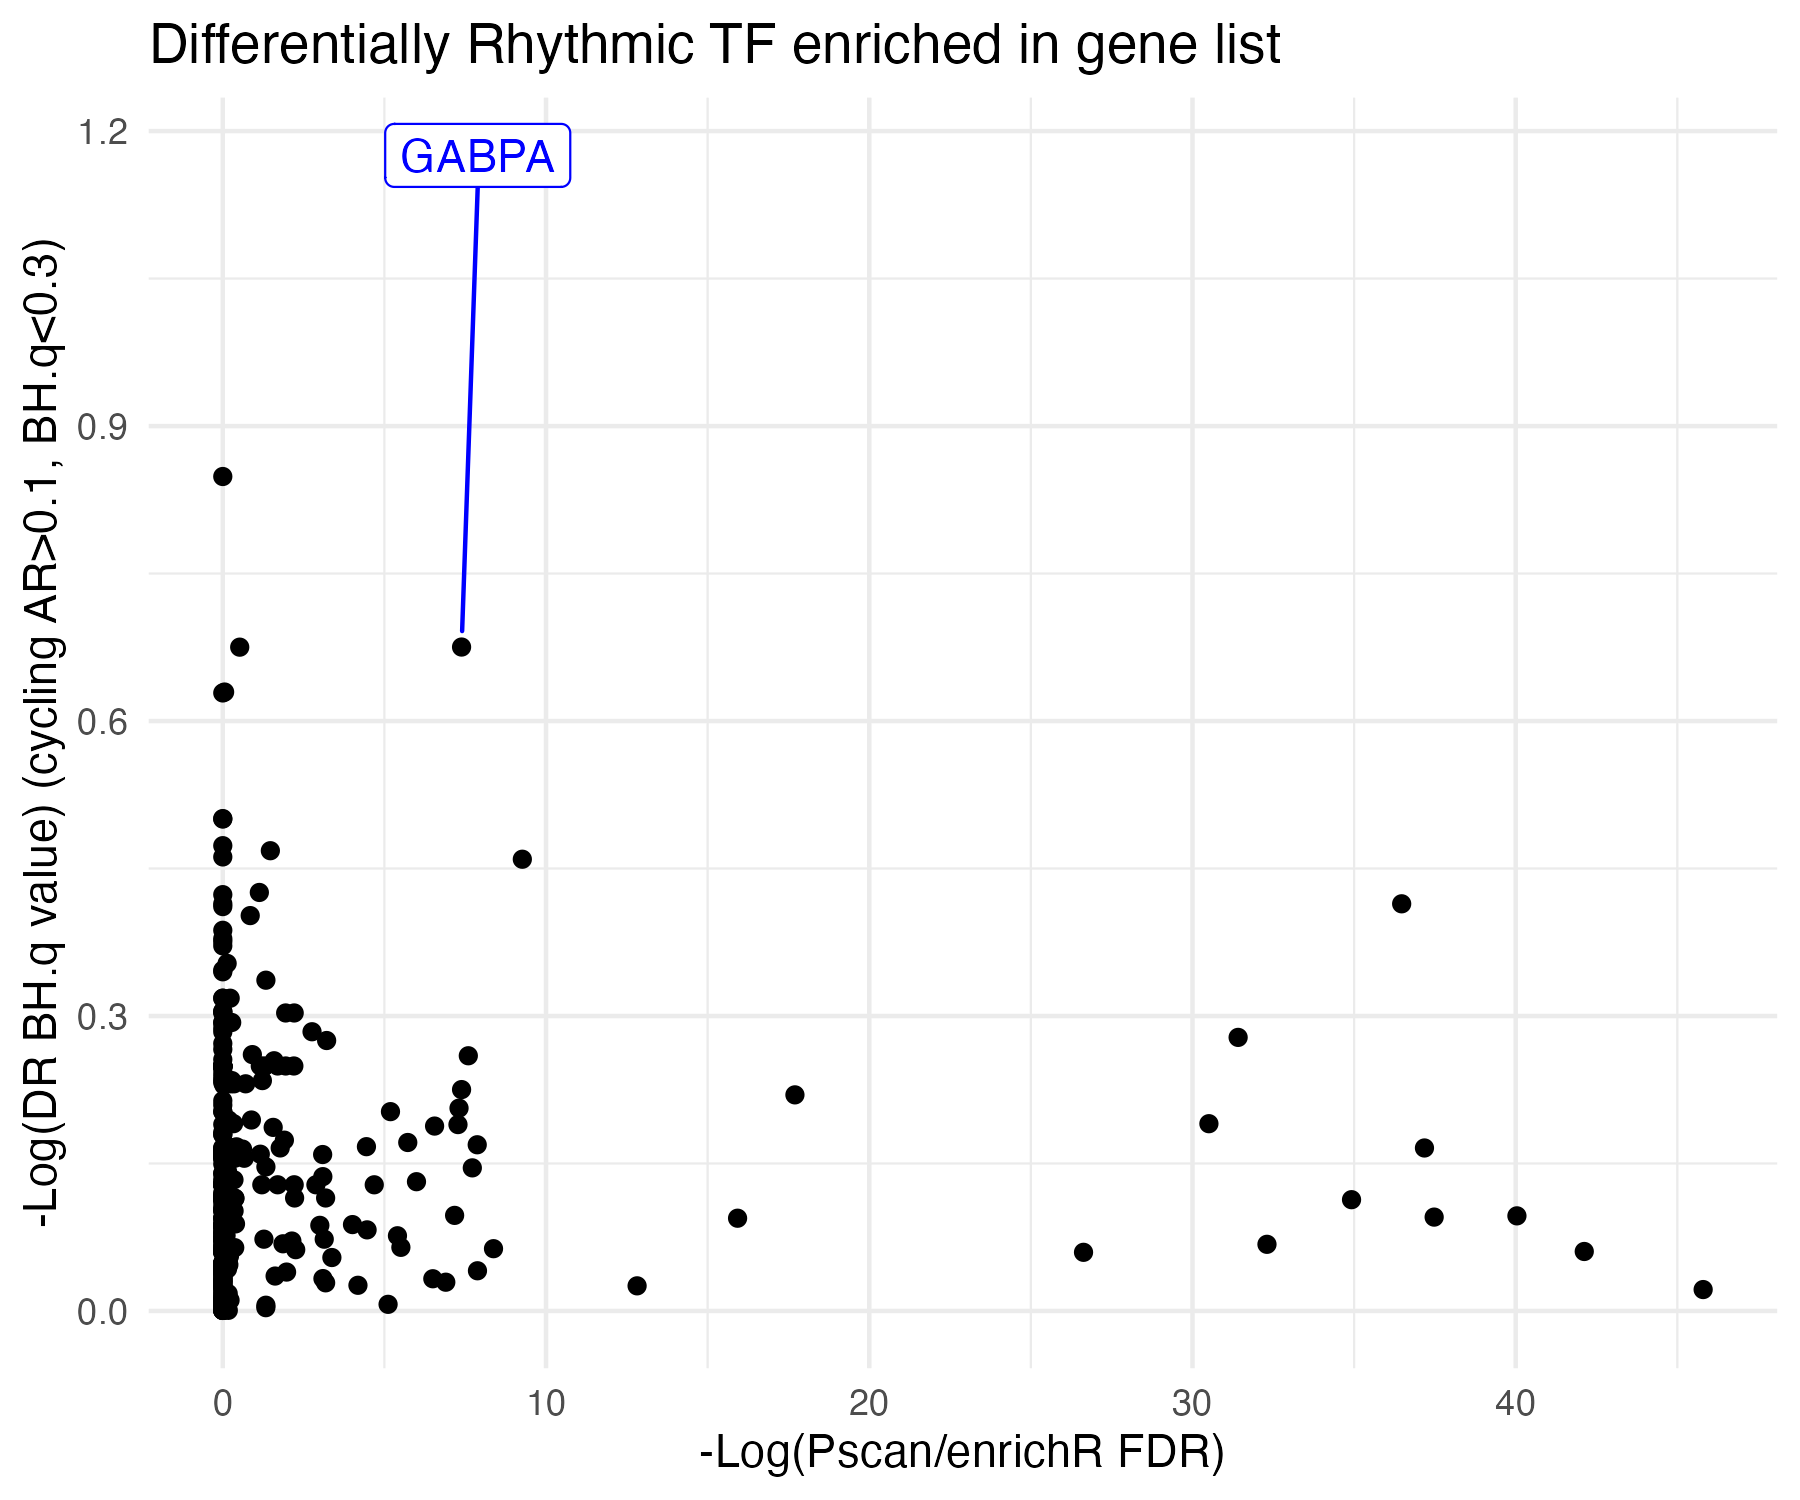 Differentially Rhythmic TF enriched in gene list
-Log(DR BH.q value) (cycling AR>0.1, BH.q<0.3)
1.2
0.9
0.6
0.3
0.0
GABPA
0
10
20
30
40
-Log(Pscan/enrichR FDR)